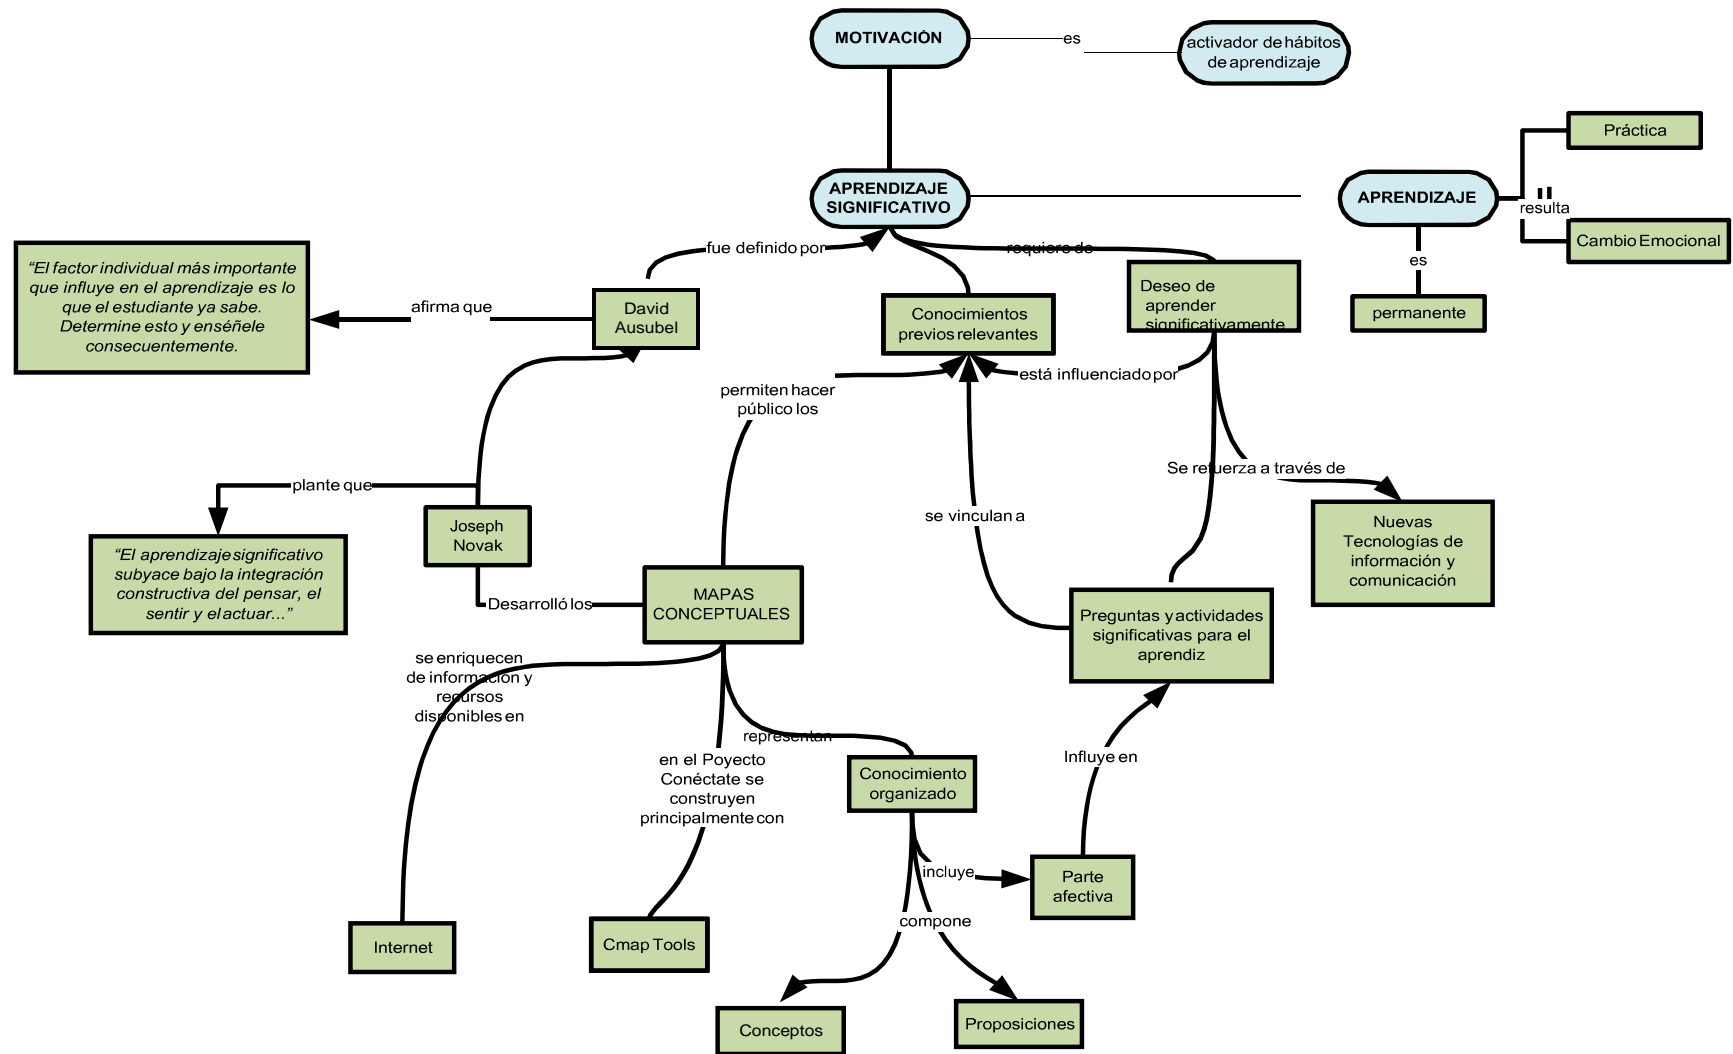 MOTIVACIÓN
es
activador de hábitos
de aprendizaje
Práctica
APRENDIZAJE
SIGNIFICATIVO
APRENDIZAJE
resulta
Cambio Emocional
es
permanente
fue definido por
requiere de
"El factor individual más importante
que influye en el aprendizaje es lo
que el estudiante ya sabe.
Determine esto y enséñele
consecuentemente.
afirma que
David
Ausubel
Conocimientos
previos relevantes
Deseo de
aprender
significativamente
permiten hacer
público los
está influenciado por
plante que
Se refuerza a través de
Joseph
Novak
se vinculan a
Nuevas
Tecnologías de
información y
comunicación
"El aprendizaje significativo
subyace bajo la integración
constructiva del pensar, el
sentir y el actuar..."
Desarrolló los
MAPAS
CONCEPTUALES
Preguntas y actividades
significativas para el
aprendiz
se enriquecen
de información y
recursos
disponibles en
representan
en el Poyecto
Conéctate se
construyen
principalmente con
Conocimiento
organizado
Influye en
incluye
Parte
afectiva
compone
Internet
Cmap Tools
Conceptos
Proposiciones